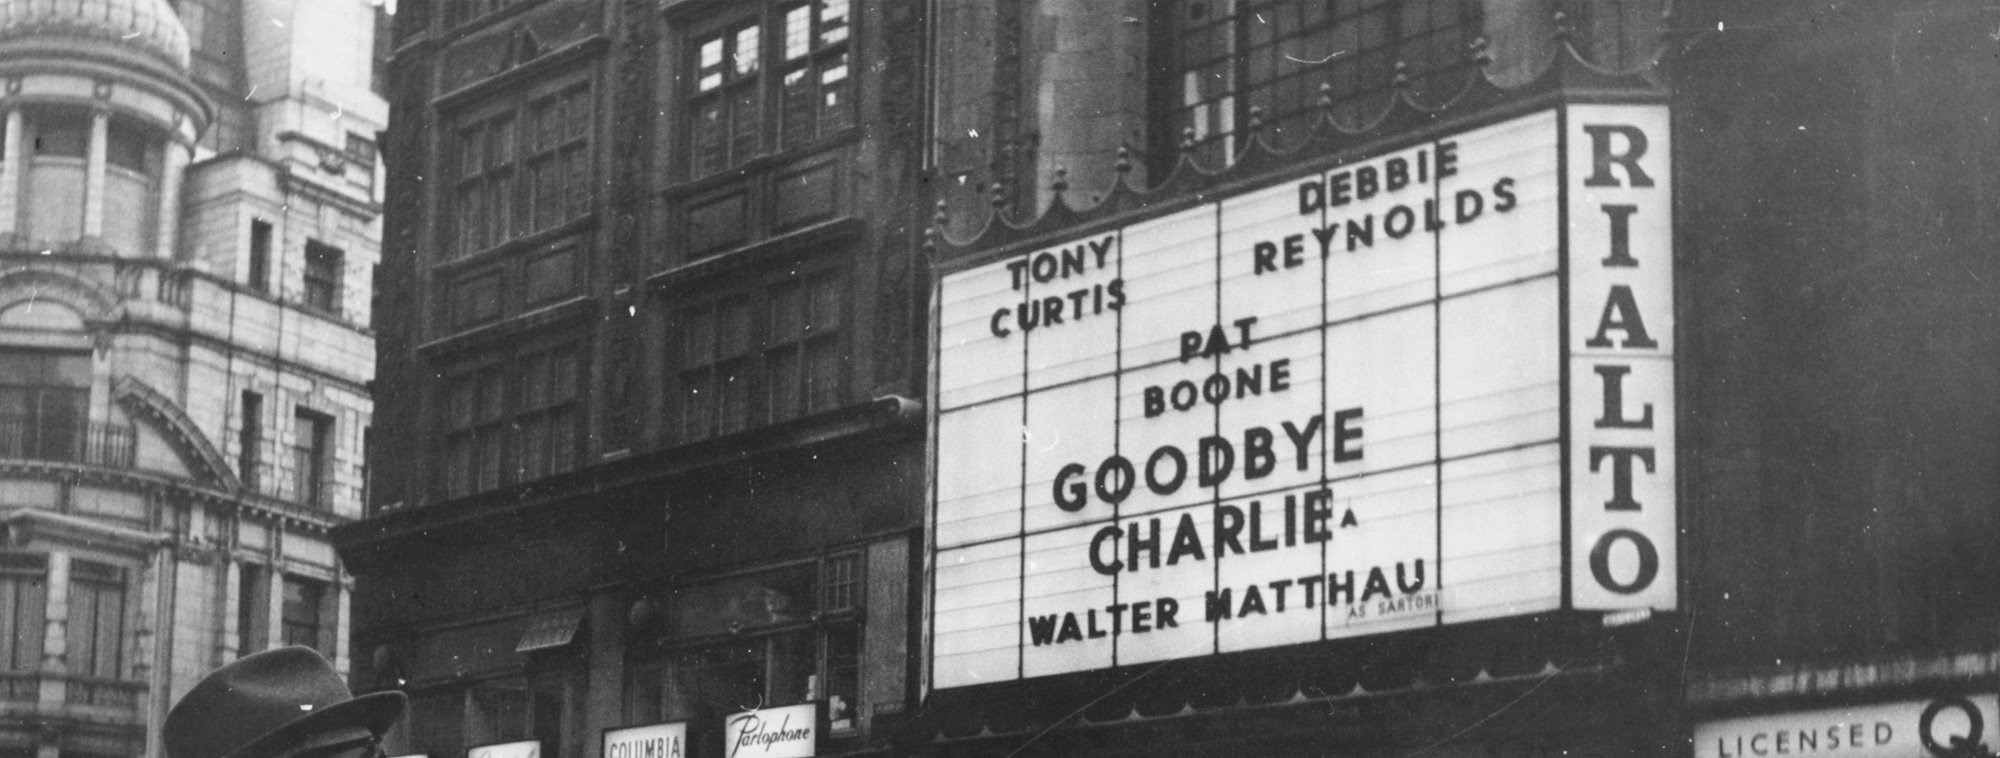 TONY
CURTIS
DEBBIE
REYNOLDS
PAT
BOONE
GOODBYE
CHARLIE A
WALTER MATTHAU
AS SARTORI
RIALTO
COLUMBIA
Parlophone
LICENSED